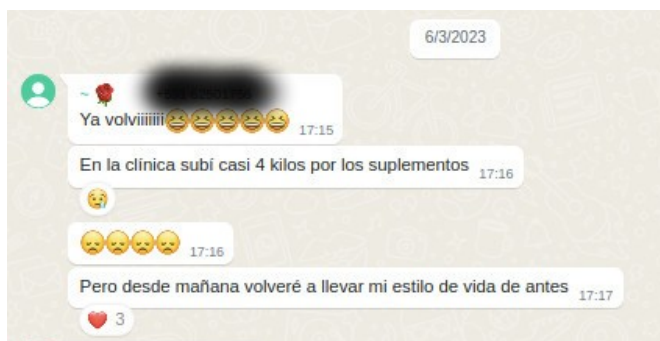 6/3/2023
~ 🌹
Ya volviiiiiii😆😆😆😆😆 17:15
En la clínica subí casi 4 kilos por los suplementos 17:16
😢
😞😞😞😞 17:16
Pero desde mañana volveré a llevar mi estilo de vida de antes 17:17
❤️ 3